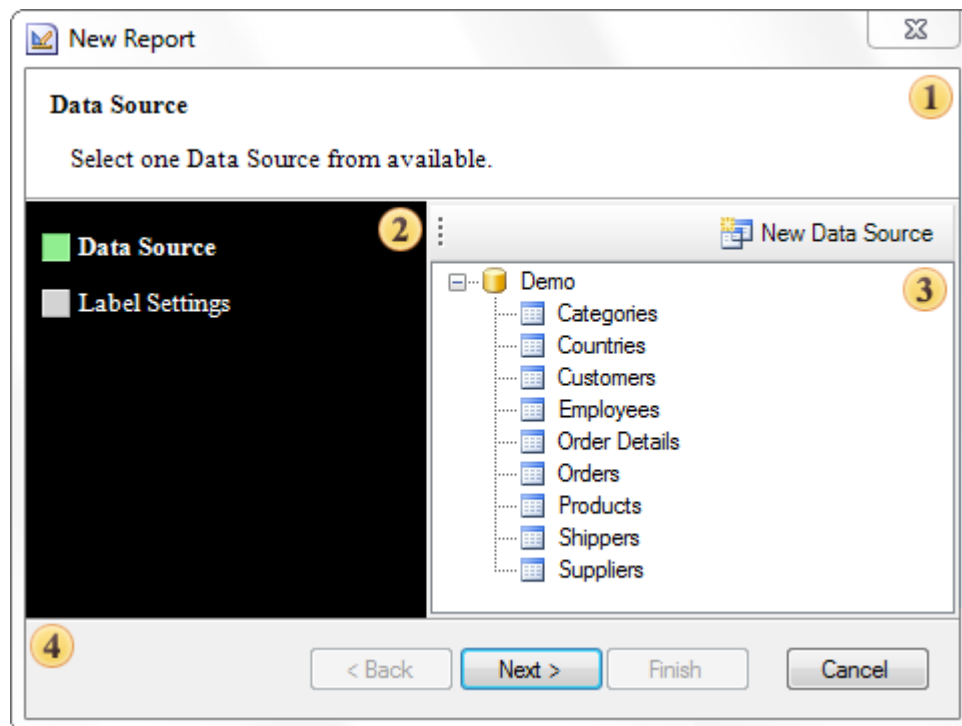 New Report
Data Source
1
Select one Data Source from available.
2
Data Source
Label Settings
New Data Source
3
Demo
Categories
Countries
Customers
Employees
Order Details
Orders
Products
Shippers
Suppliers
4
< Back
Next >
Finish
Cancel